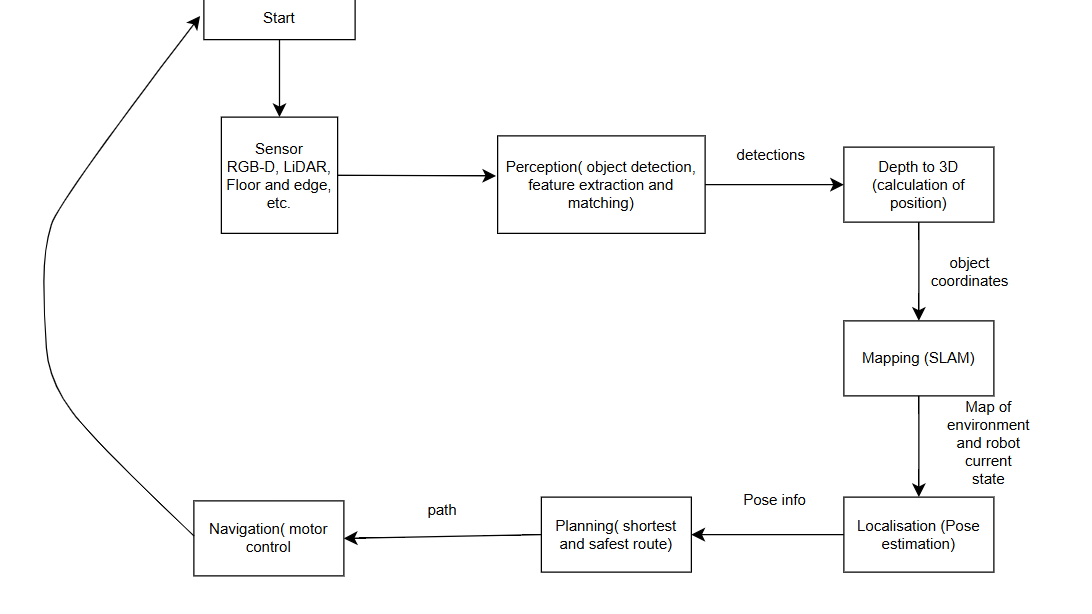 Start
Sensor
RGB-D, LiDAR,
Floor and edge,
etc.
Perception( object detection,
feature extraction and
matching)
detections
Depth to 3D
(calculation of
position)
object
coordinates
Mapping (SLAM)
Map of
environment
and robot
current
state
Localisation (Pose
estimation)
Pose info
Planning( shortest
and safest route)
path
Navigation( motor
control